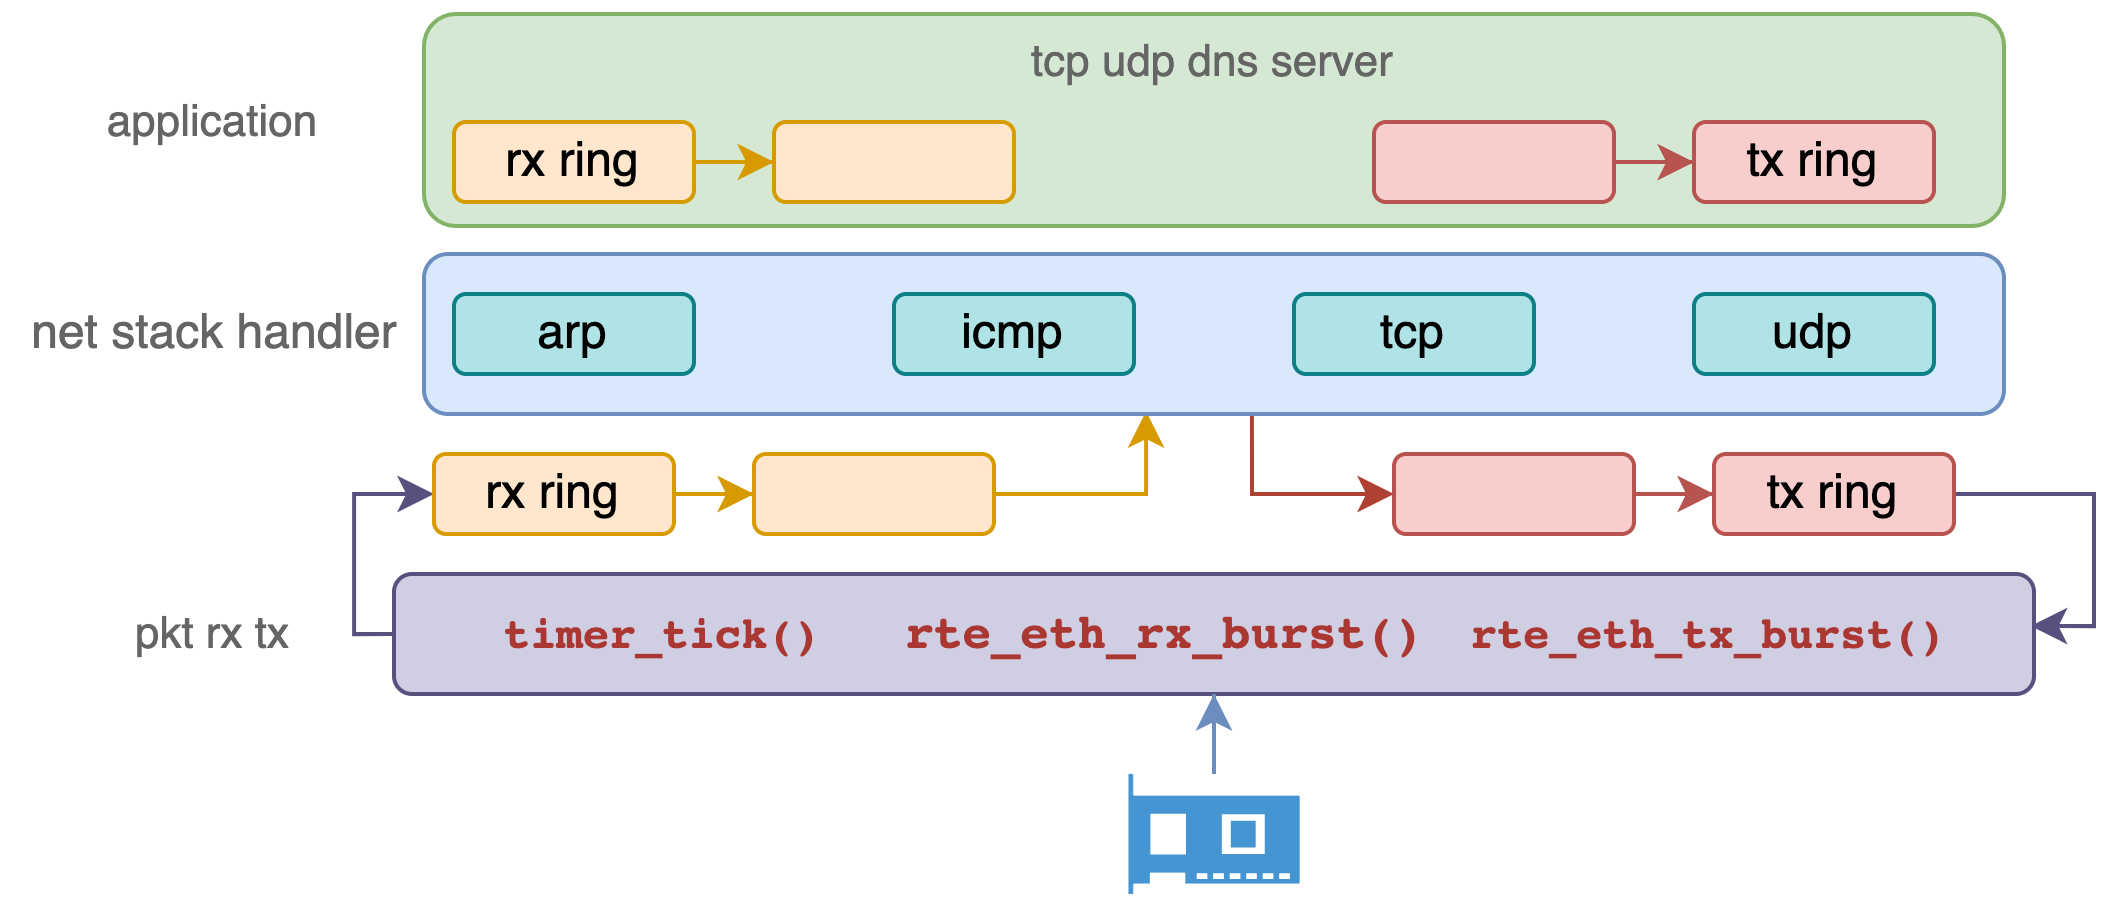 tcp udp dns server
application
rx ring
tx ring
net stack handler
arp
icmp
tcp
udp
rx ring
tx ring
pkt rx tx
timer_tick()
rte_eth_rx_burst()
rte_eth_tx_burst()